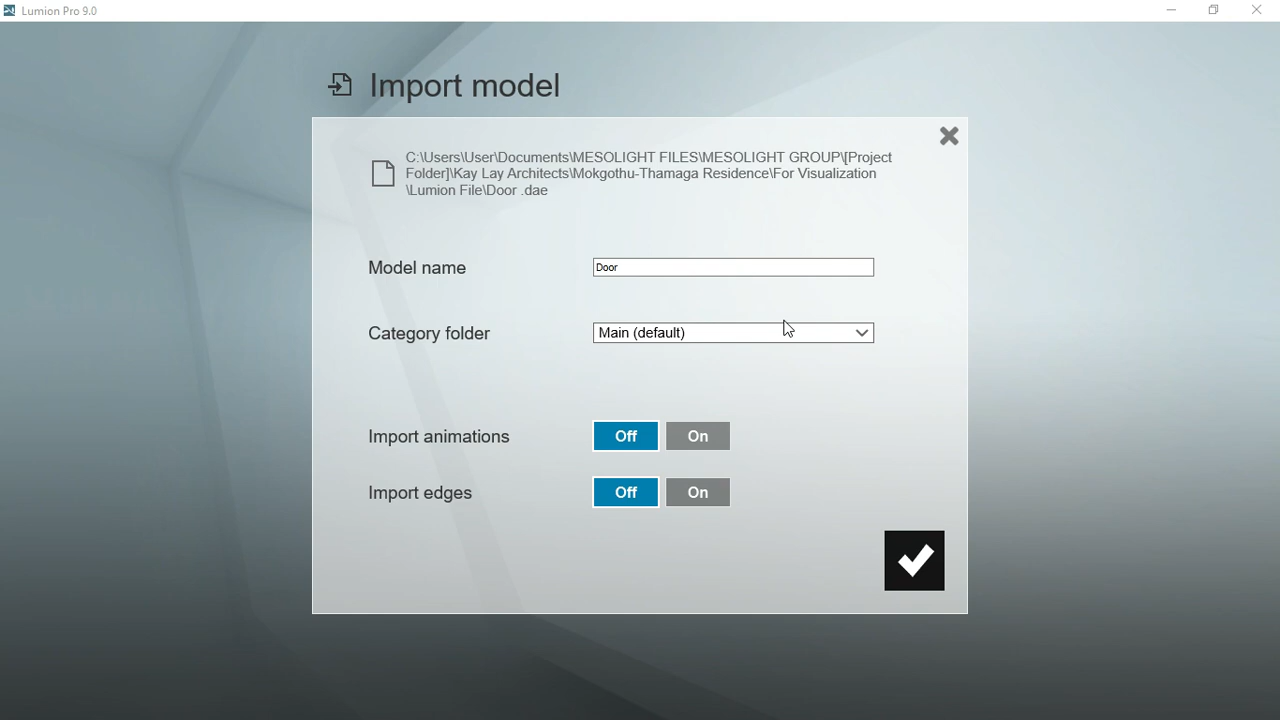 Lumion Pro 9.0
Import model
C:\Users\User\Documents\MESOLIGHT FILES\MESOLIGHT GROUP\[Project
Folder]\Kay Lay Architects\Mokgothu-Thamaga Residence\For Visualization
\Lumion File\Door .dae
Model name
Door
Category folder
Main (default)
Import animations
Off On
Import edges
Off On